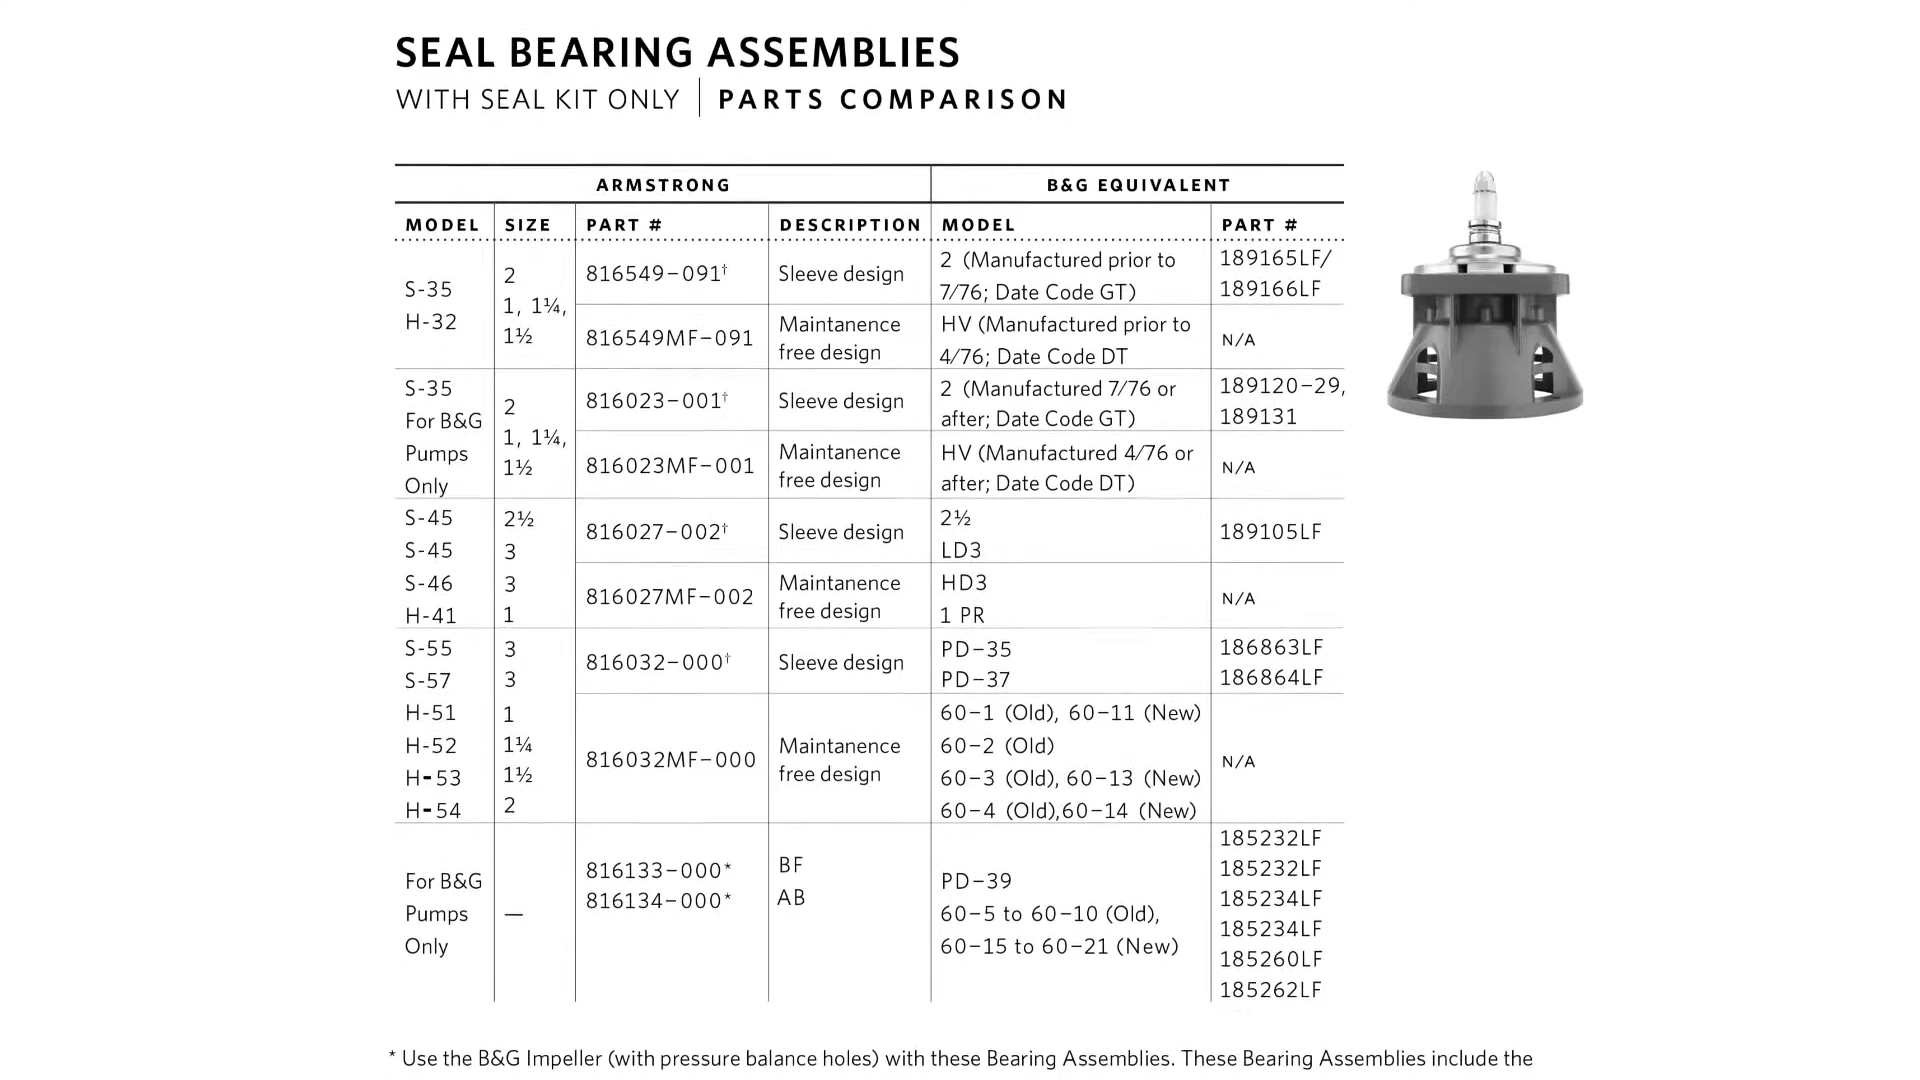 SEAL BEARING ASSEMBLIES
WITH SEAL KIT ONLY | PARTS COMPARISON
ARMSTRONG
B&G EQUIVALENT
MODEL SIZE PART # DESCRIPTION MODEL PART #
S-35
H-32
2
1, 1¼,
1½
816549-091†
Sleeve design
2 (Manufactured prior to
7/76; Date Code GT)
189165LF/
189166LF
816549MF-091
Maintanence
free design
HV (Manufactured prior to
4/76; Date Code DT
N/A
S-35
For B&G
Pumps
Only
2
1, 1¼,
1½
816023-001†
Sleeve design
2 (Manufactured 7/76 or
after; Date Code GT)
189120-29,
189131
816023MF-001
Maintanence
free design
HV (Manufactured 4/76 or
after; Date Code DT)
N/A
S-45
S-45
S-46
H-41
2½
3
3
1
816027-002†
Sleeve design
2½
LD3
189105LF
816027MF-002
Maintanence
free design
HD3
1 PR
N/A
S-55
S-57
H-51
H-52
H-53
H-54
3
3
1
1¼
1½
2
816032-000†
Sleeve design
PD-35
PD-37
186863LF
186864LF
816032MF-000
Maintanence
free design
60-1 (Old), 60-11 (New)
60-2 (Old)
60-3 (Old), 60-13 (New)
60-4 (Old),60-14 (New)
N/A
For B&G
Pumps
Only
—
816133-000*
816134-000*
BF
AB
PD-39
60-5 to 60-10 (Old),
60-15 to 60-21 (New)
185232LF
185232LF
185234LF
185234LF
185260LF
185262LF
* Use the B&G Impeller (with pressure balance holes) with these Bearing Assemblies. These Bearing Assemblies include the